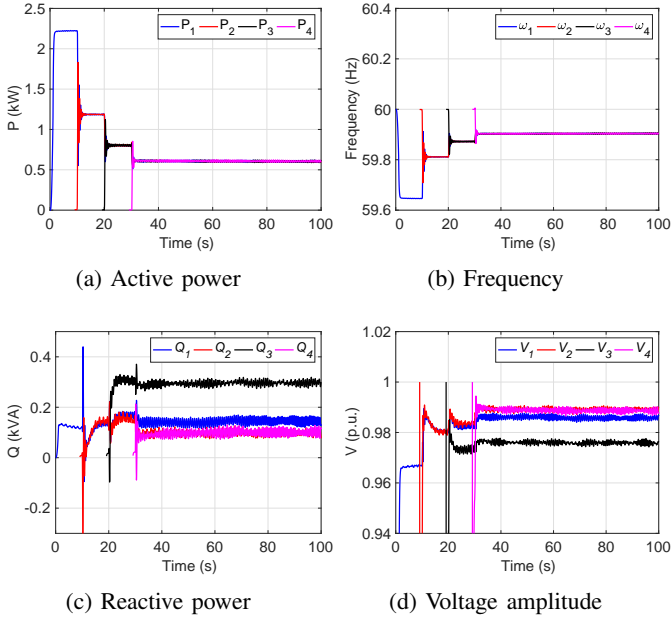 P1 P2 P3 P4
2.5
2
1.5
1
0.5
0
P (kW)
0 20 40 60 80 100
Time (s)
(a) Active power
ω1 ω2 ω3 ω4
60.4
60.2
60
59.8
59.6
Frequency (Hz)
0 20 40 60 80 100
Time (s)
(b) Frequency
Q1 Q2 Q3 Q4
0.4
0.2
0
-0.2
Q (kVA)
0 20 40 60 80 100
Time (s)
(c) Reactive power
V1 V2 V3 V4
1.02
1
0.98
0.96
0.94
V (p.u.)
0 20 40 60 80 100
Time (s)
(d) Voltage amplitude